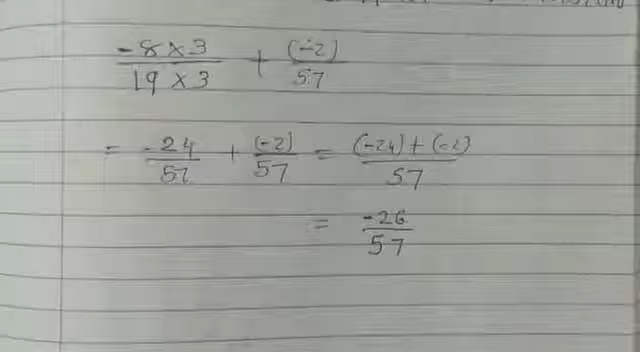 -8×3/19×3 + (-2)/57
= -24/57 + (-2)/57 = (-24)+(-2)/57
= -26/57